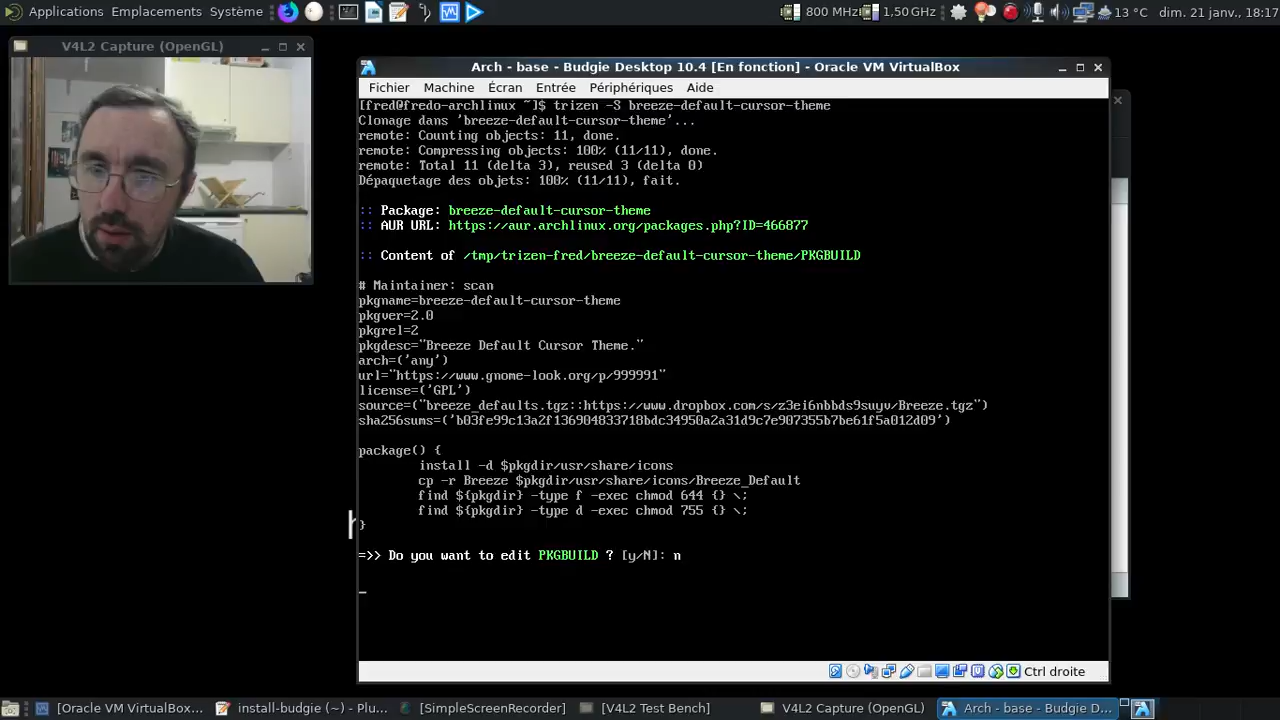 Applications Emplacements Système
800 MHz 1,50 GHz 13 °C dim. 21 janv., 18:17
V4L2 Capture (OpenGL)
Arch - base - Budgie Desktop 10.4 [En fonction] - Oracle VM VirtualBox
Fichier Machine Écran Entrée Périphériques Aide
[fred@fredo-archlinux ~]$ trizen -S breeze-default-cursor-theme
Clonage dans 'breeze-default-cursor-theme'...
remote: Counting objects: 11, done.
remote: Compressing objects: 100% (11/11), done.
remote: Total 11 (delta 3), reused 3 (delta 0)
Dépaquetage des objets: 100% (11/11), fait.
:: Package: breeze-default-cursor-theme
:: AUR URL: https://aur.archlinux.org/packages.php?ID=466877
:: Content of /tmp/trizen-fred/breeze-default-cursor-theme/PKGBUILD
# Maintainer: scan
pkgname=breeze-default-cursor-theme
pkgver=2.0
pkgrel=2
pkgdesc="Breeze Default Cursor Theme."
arch=('any')
url="https://www.gnome-look.org/p/999991"
license=('GPL')
source=("breeze_defaults.tgz::https://www.dropbox.com/s/z3ei6nbbds9suyv/Breeze.tgz")
sha256sums=('b03fe99c13a2f136904833718bdc34950a2a31d9c7e907355b7be61f5a012d09')
package() {
install -d $pkgdir/usr/share/icons
cp -r Breeze $pkgdir/usr/share/icons/Breeze_Default
find ${pkgdir} -type f -exec chmod 644 {} \;
find ${pkgdir} -type d -exec chmod 755 {} \;
}
=>> Do you want to edit PKGBUILD ? [y/N]: n
Ctrl droite
[Oracle VM VirtualBox... install-budgie (~) - Plu... [SimpleScreenRecorder] [V4L2 Test Bench] V4L2 Capture (OpenGL) Arch - base - Budgie D...